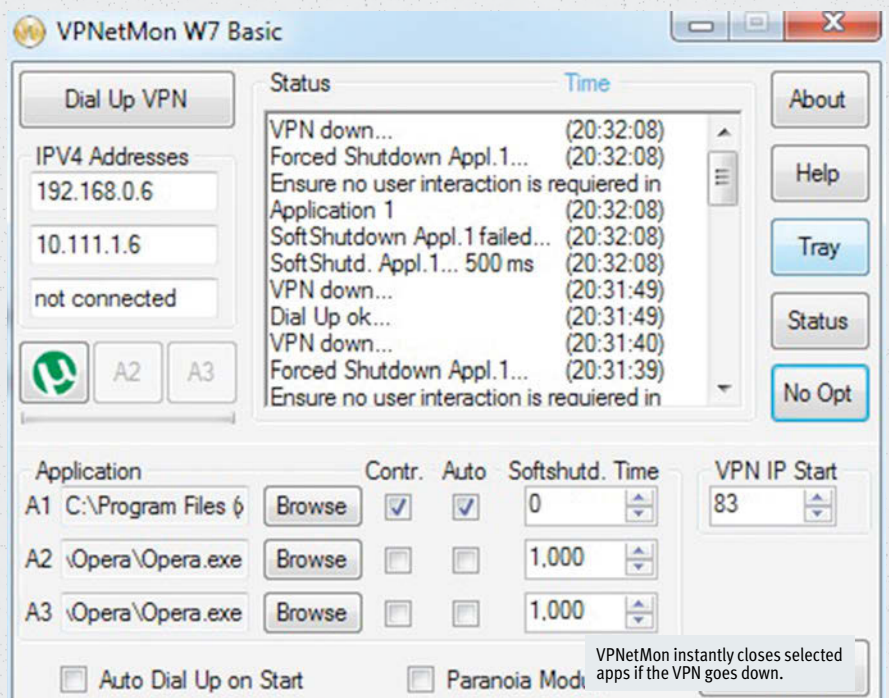 VPNetMon W7 Basic
Dial Up VPN
IPV4 Addresses
192.168.0.6
10.111.1.6
not connected
A2 A3
Status Time
VPN down... (20:32:08)
Forced Shutdown Appl.1... (20:32:08)
Ensure no user interaction is requiered in
Application 1 (20:32:08)
SoftShutdown Appl.1 failed... (20:32:08)
SoftShutd. Appl.1... 500 ms (20:32:08)
VPN down... (20:31:49)
Dial Up ok... (20:31:49)
VPN down... (20:31:40)
Forced Shutdown Appl.1... (20:31:39)
Ensure no user interaction is requiered in
About
Help
Tray
Status
No Opt
Application Contr. Auto Softshutd. Time VPN IP Start
A1 C:\Program Files Browse 0 83
A2 \Opera\Opera.exe Browse 1,000
A3 \Opera\Opera.exe Browse 1,000
Auto Dial Up on Start Paranoia
VPNetMon instantly closes selected
apps if the VPN goes down.